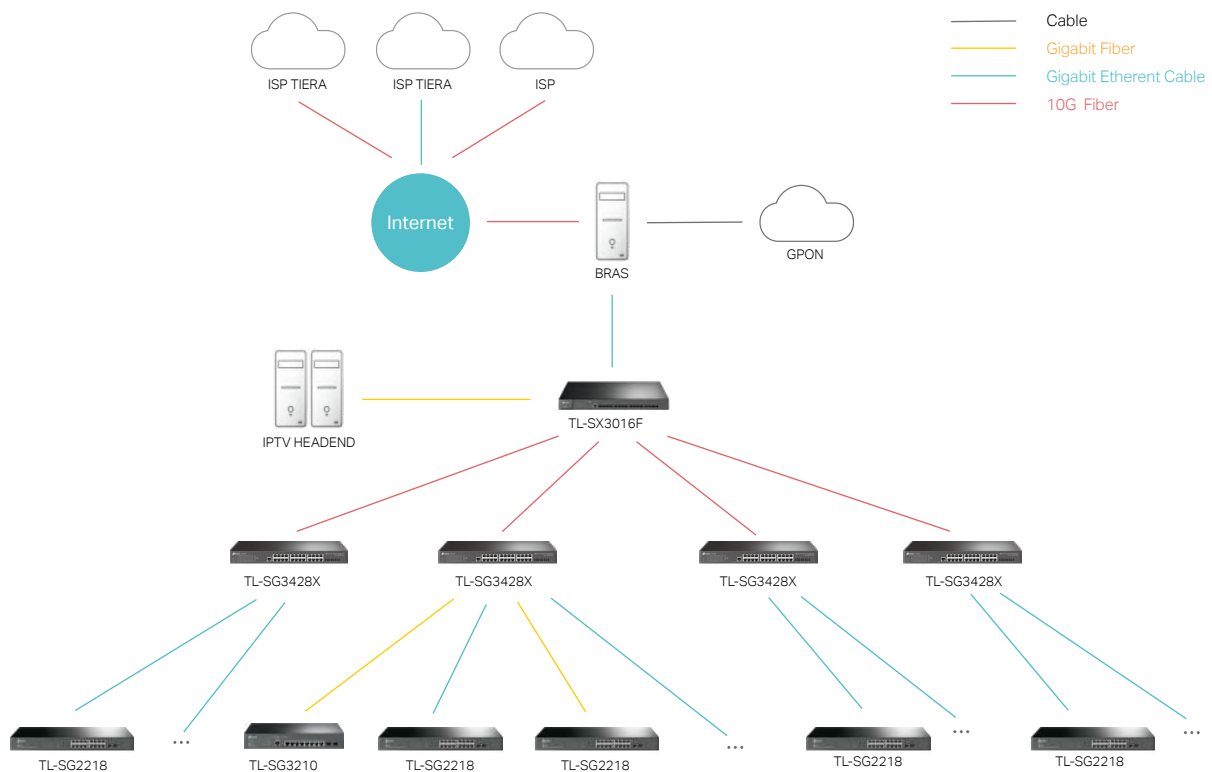 Cable
Gigabit Fiber
Gigabit Etherent Cable
10G Fiber
ISP TIERA
ISP TIERA
ISP
Internet
BRAS
GPON
IPTV HEADEND
TL-SX3016F
TL-SG3428X
TL-SG3428X
TL-SG3428X
TL-SG3428X
TL-SG2218
...
TL-SG3210
TL-SG2218
TL-SG2218
...
TL-SG2218
...
TL-SG2218
...